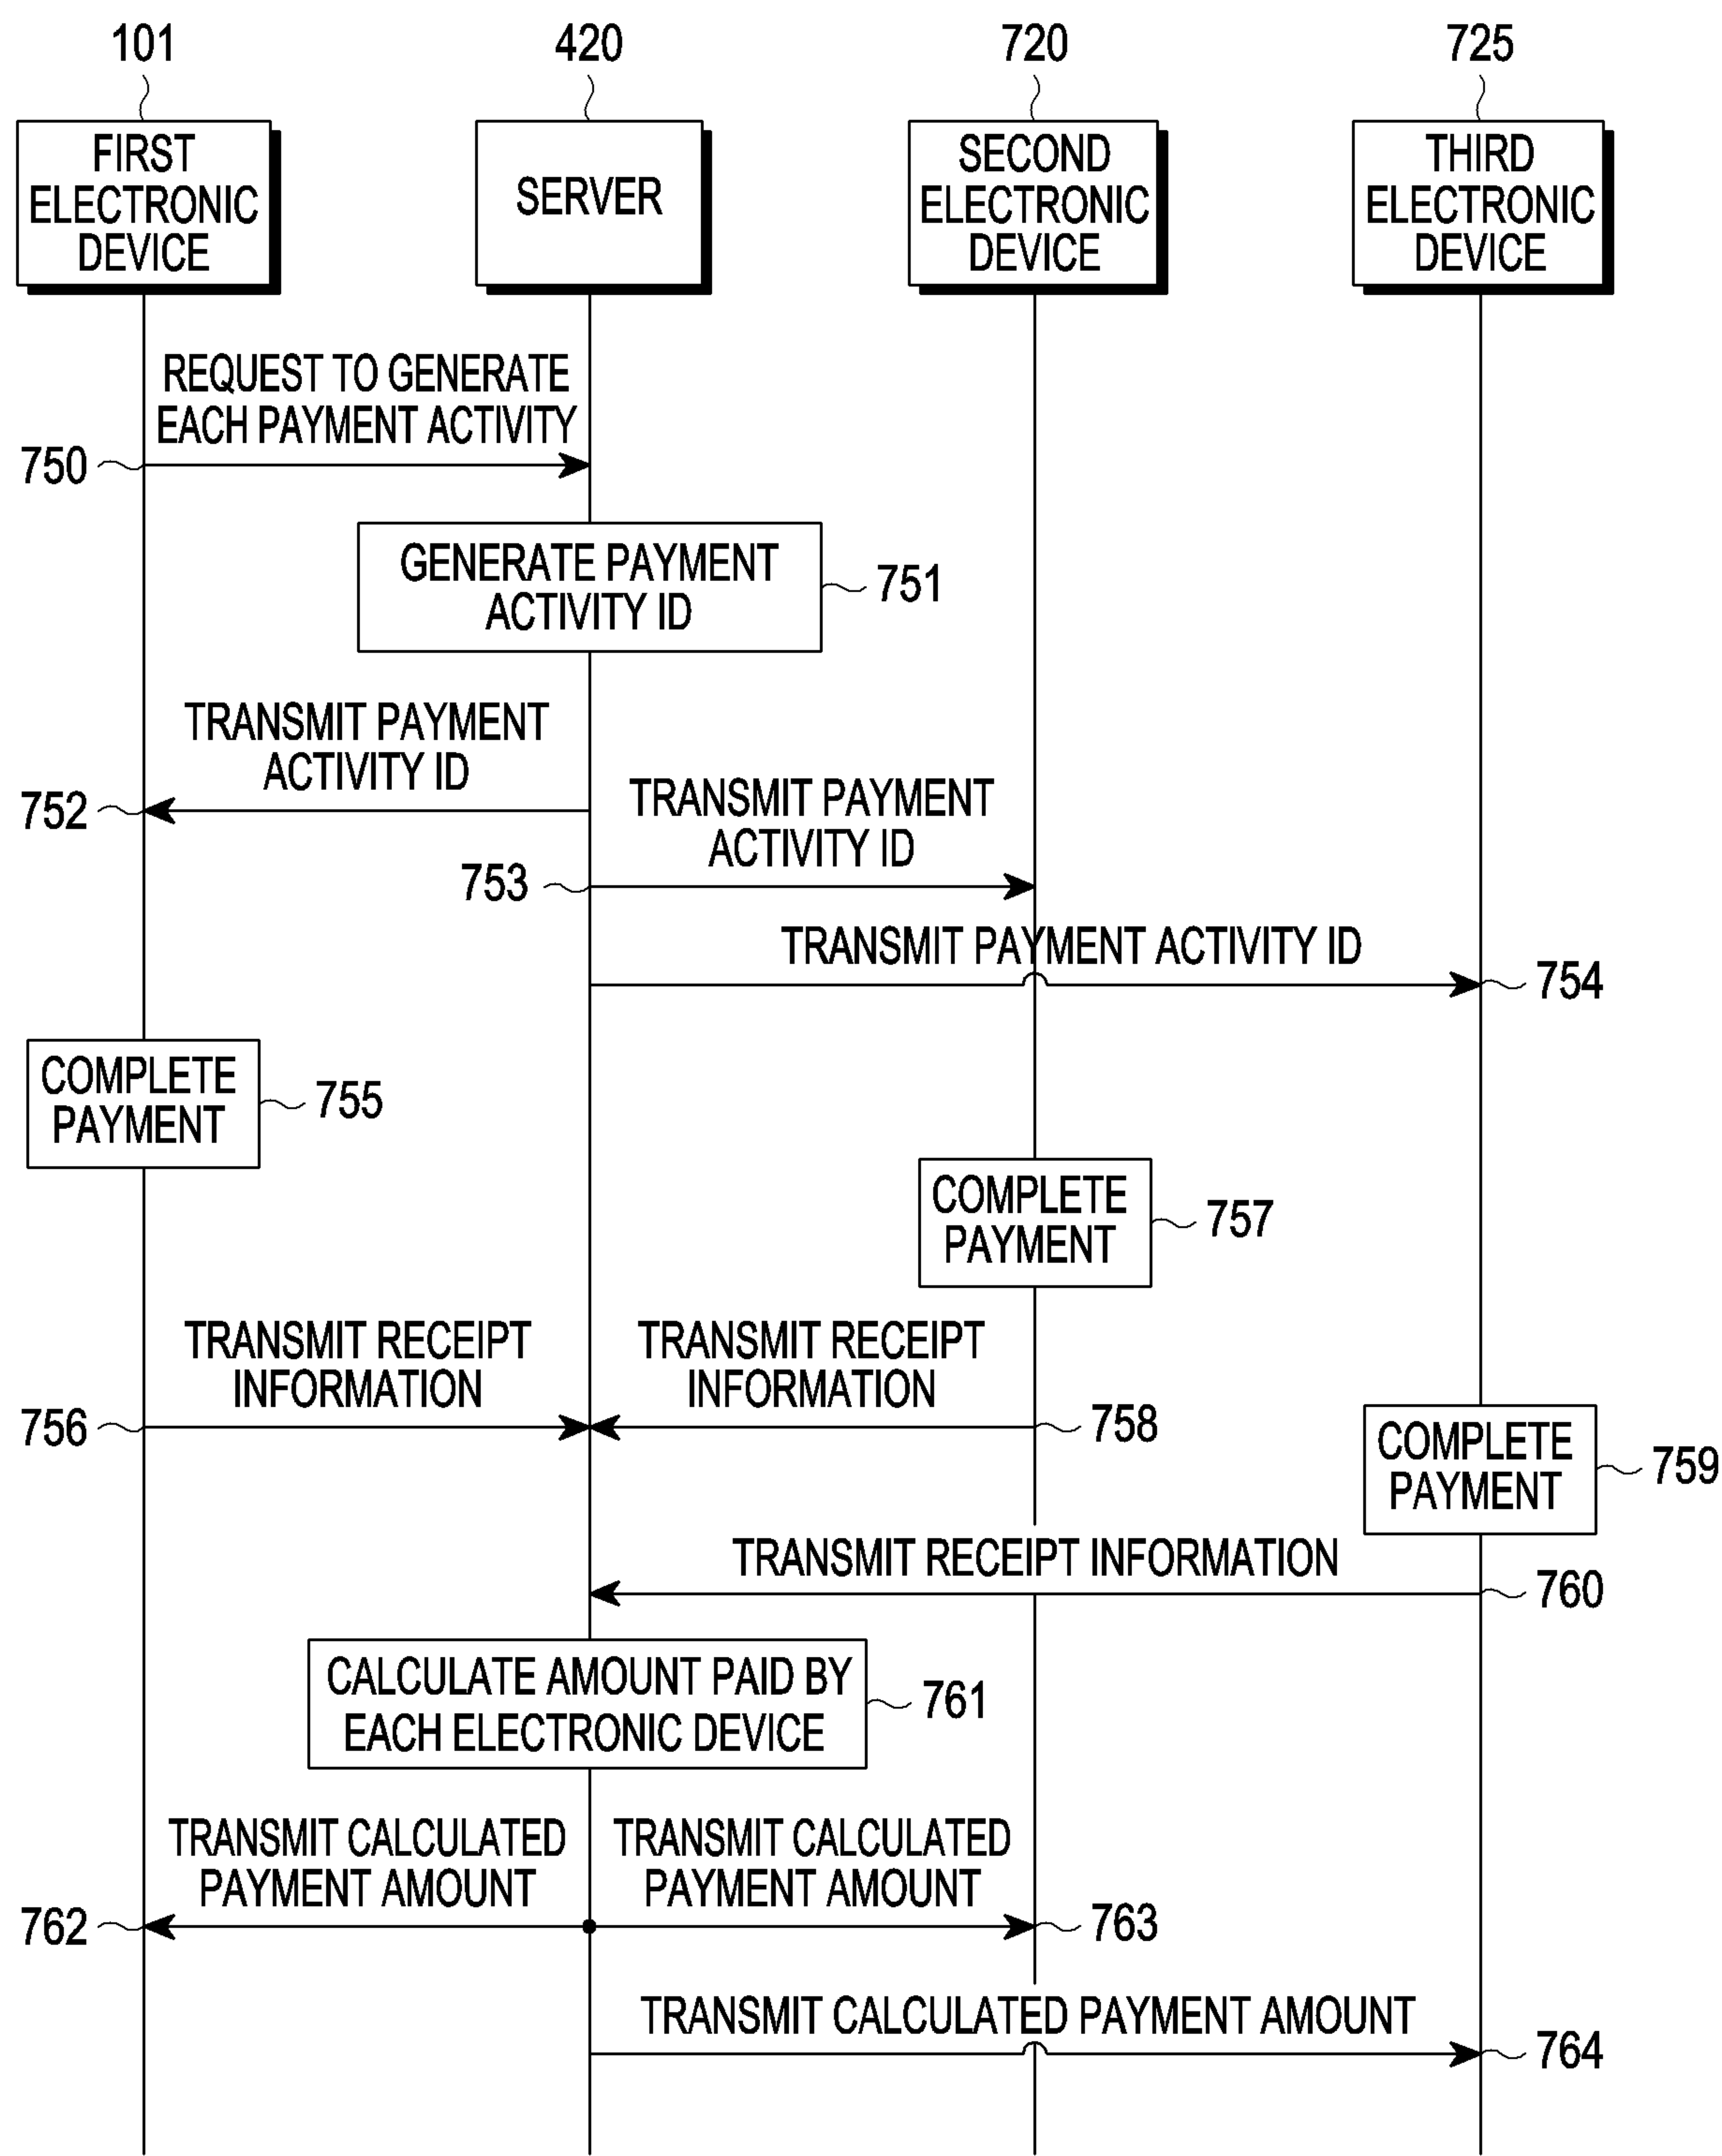 101
420
720
725
FIRST
ELECTRONIC
DEVICE
SERVER
SECOND
ELECTRONIC
DEVICE
THIRD
ELECTRONIC
DEVICE
REQUEST TO GENERATE
EACH PAYMENT ACTIVITY
750
GENERATE PAYMENT
ACTIVITY ID
751
TRANSMIT PAYMENT
ACTIVITY ID
752
TRANSMIT PAYMENT
ACTIVITY ID
753
TRANSMIT PAYMENT ACTIVITY ID
754
COMPLETE
PAYMENT
755
COMPLETE
PAYMENT
757
TRANSMIT RECEIPT
INFORMATION
756
TRANSMIT RECEIPT
INFORMATION
758
COMPLETE
PAYMENT
759
TRANSMIT RECEIPT INFORMATION
760
CALCULATE AMOUNT PAID BY
EACH ELECTRONIC DEVICE
761
TRANSMIT CALCULATED
PAYMENT AMOUNT
762
TRANSMIT CALCULATED
PAYMENT AMOUNT
763
TRANSMIT CALCULATED PAYMENT AMOUNT
764